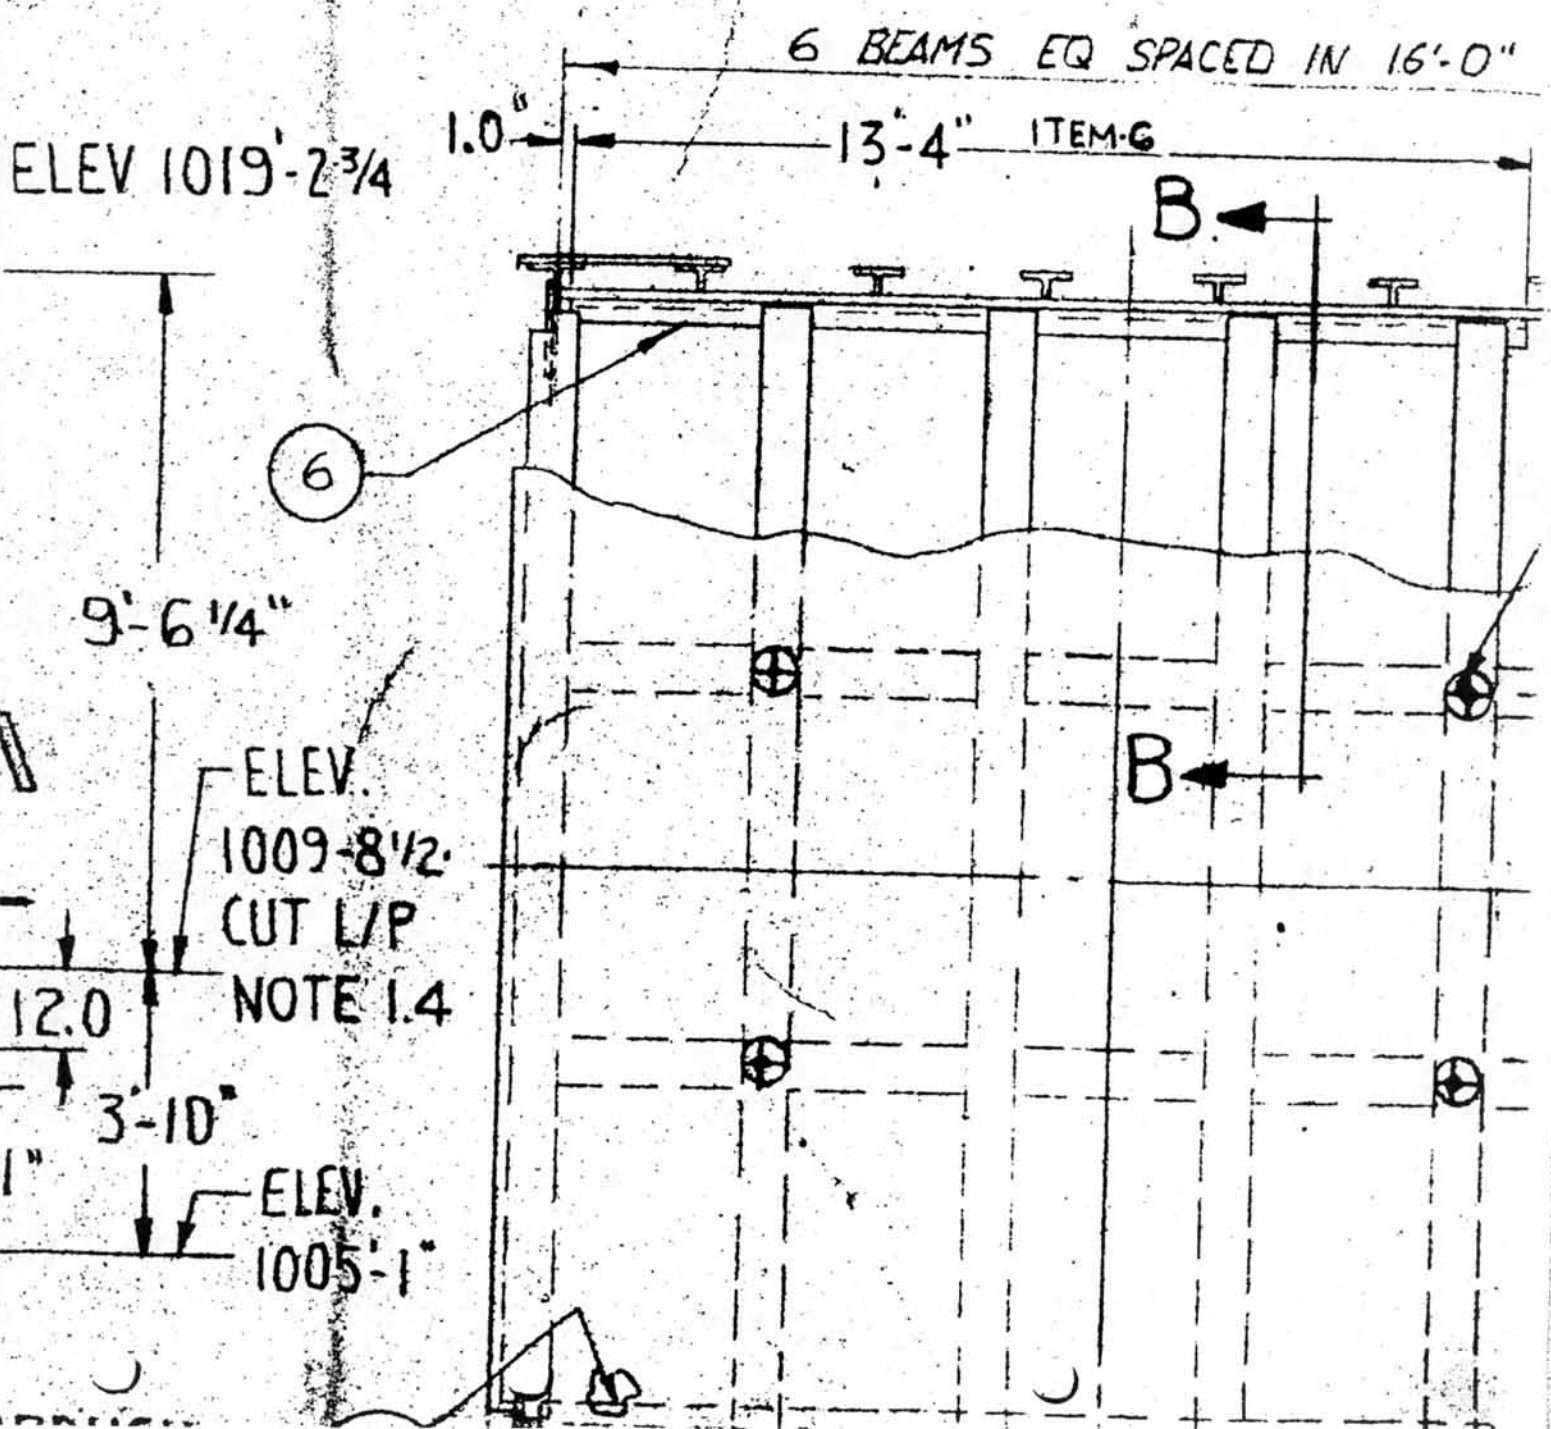 6 BEAMS EQ SPACED IN 16'-0"
1.0"
13'-4" ITEM-6
ELEV 1019'-2 3/4
B
6
9'-6 1/4"
B
ELEV.
1009-8 1/2
CUT L/P
NOTE 1.4
12.0
3'-10"
1"
ELEV.
1005'-1"